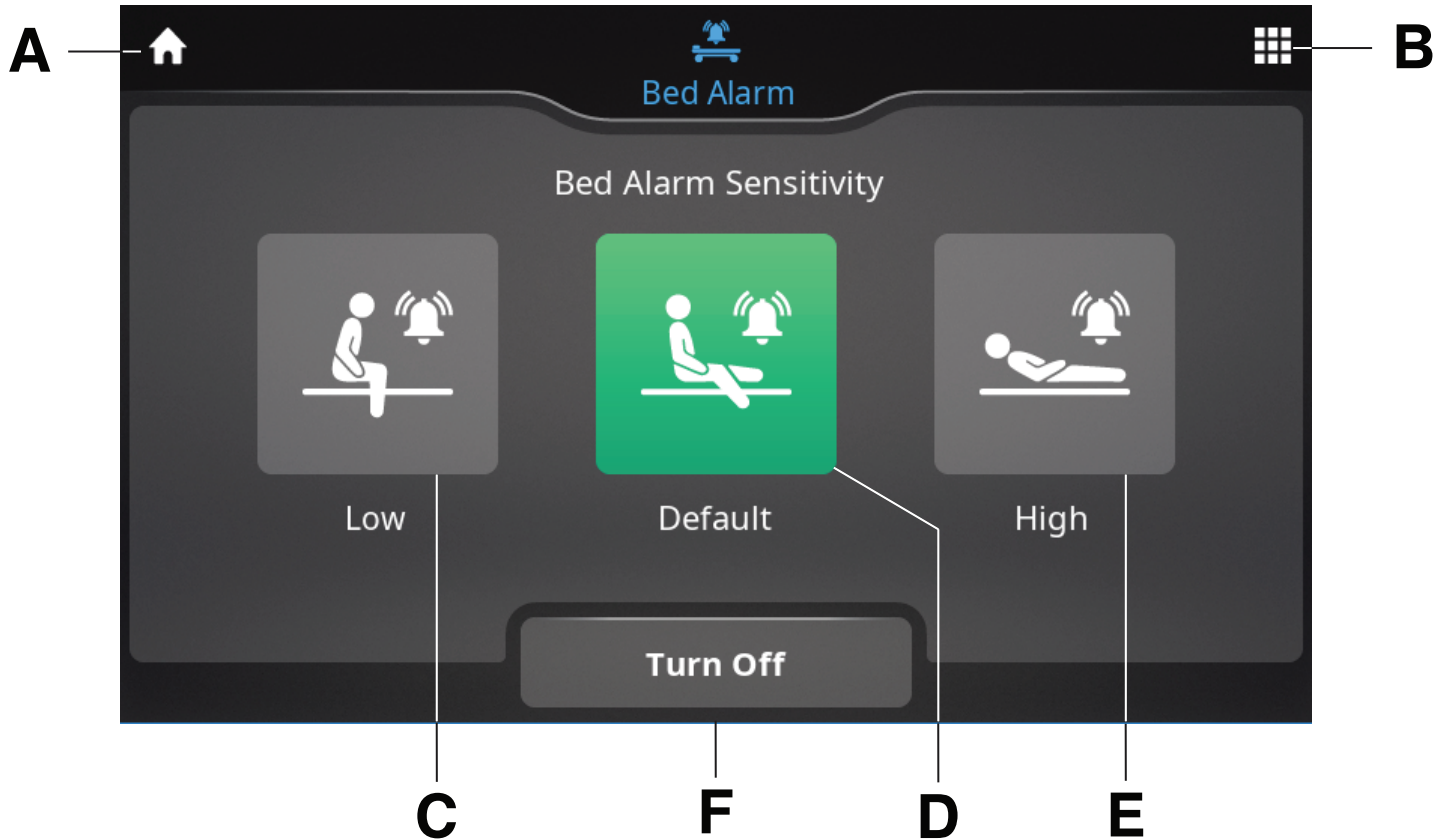 A
B
Bed Alarm
Bed Alarm Sensitivity
Low
Default
High
Turn Off
C
F
D
E